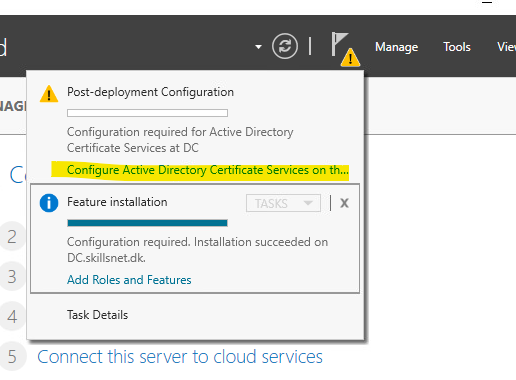 d
Manage Tools Vie
Post-deployment Configuration
Configuration required for Active Directory
Certificate Services at DC
Configure Active Directory Certificate Services on th...
Feature installation
TASKS
X
Configuration required. Installation succeeded on
DC.skillsnet.dk.
Add Roles and Features
Task Details
NAG
Co
2
3
4
5 Connect this server to cloud services